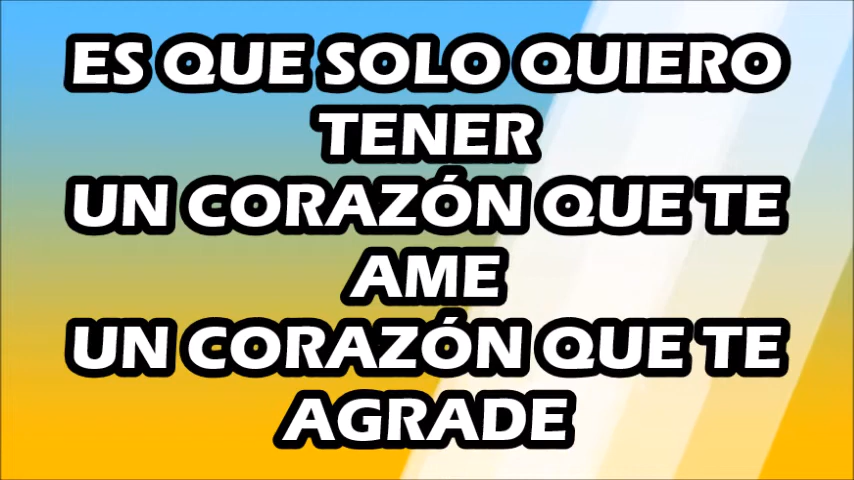 ES QUE SOLO QUIERO
TENER
UN CORAZÓN QUE TE
AME
UN CORAZÓN QUE TE
AGRADE